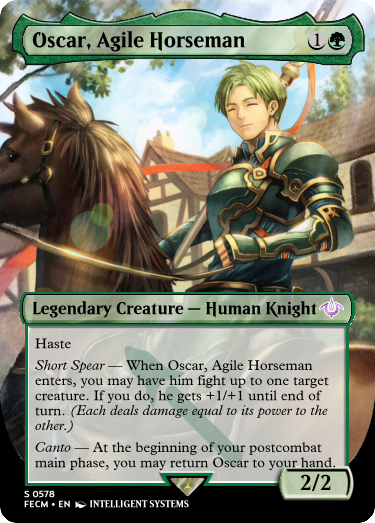 Oscar, Agile Horseman 1
Legendary Creature — Human Knight
Haste
Short Spear — When Oscar, Agile Horseman
enters, you may have him fight up to one target
creature. If you do, he gets +1/+1 until end of
turn. (Each deals damage equal to its power to the
other.)
Canto — At the beginning of your postcombat
main phase, you may return Oscar to your hand.
2/2
S 0578
FECM • EN INTELLIGENT SYSTEMS